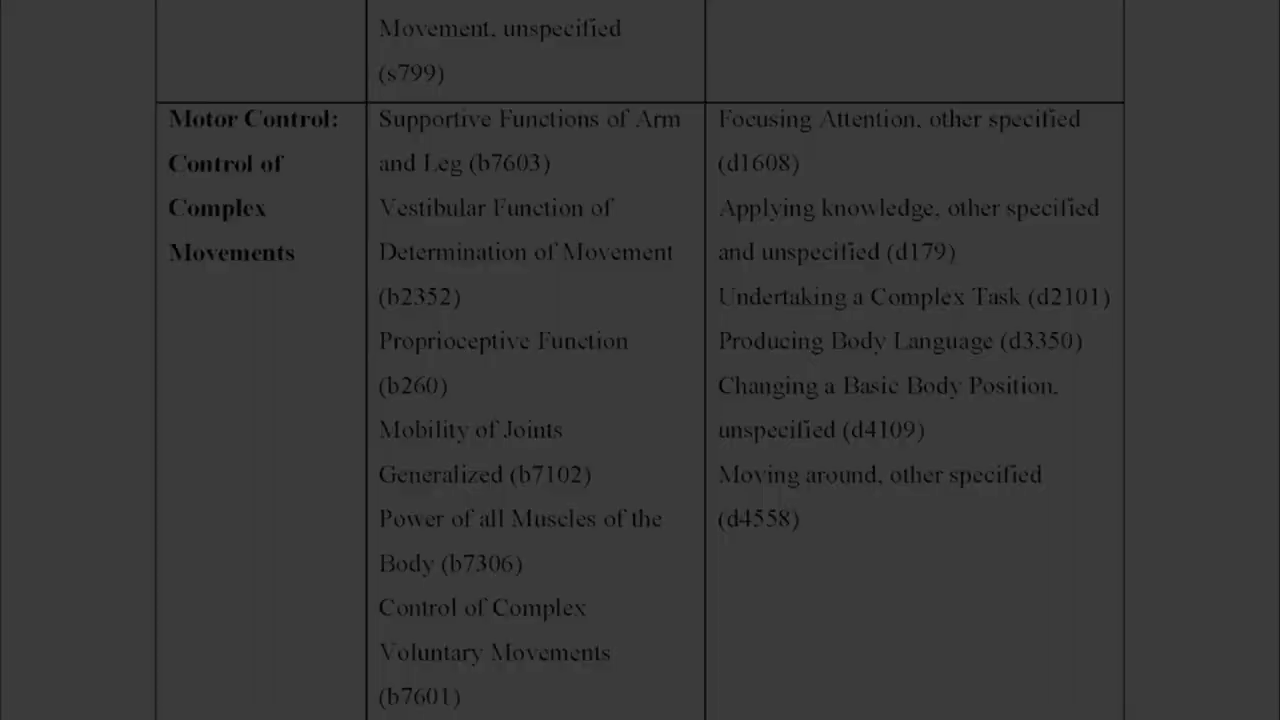 Movement, unspecified
(s799)
Motor Control:
Control of
Complex
Movements
Supportive Functions of Arm
and Leg (b7603)
Vestibular Function of
Determination of Movement
(b2352)
Proprioceptive Function
(b260)
Mobility of Joints
Generalized (b7102)
Power of all Muscles of the
Body (b7306)
Control of Complex
Voluntary Movements
(b7601)
Focusing Attention, other specified
(d1608)
Applying knowledge, other specified
and unspecified (d179)
Undertaking a Complex Task (d2101)
Producing Body Language (d3350)
Changing a Basic Body Position,
unspecified (d4109)
Moving around, other specified
(d4558)